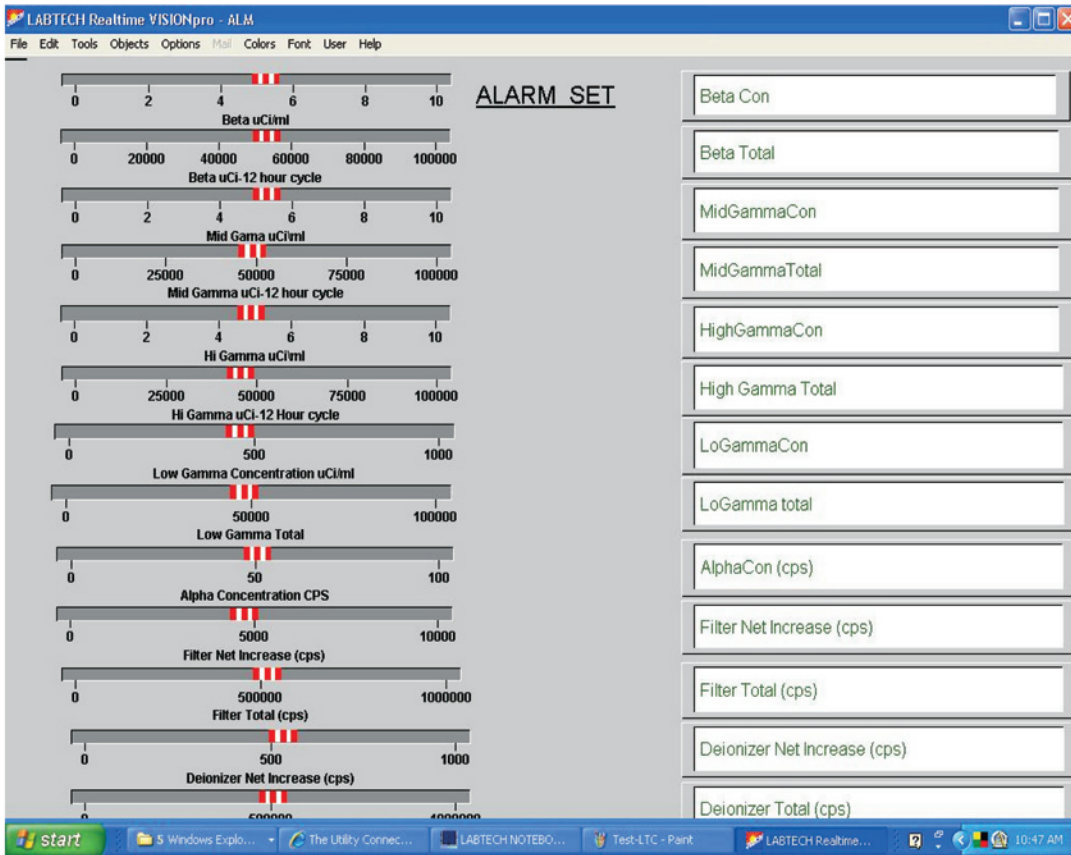 LABTECH Realtime VISIONpro - ALM
File Edit Tools Objects Options Mail Colors Font User Help
ALARM SET
0 2 4 6 8 10
Beta uCi/ml
0 20000 40000 60000 80000 100000
Beta uCi-12 hour cycle
0 2 4 6 8 10
Mid Gama uCi/ml
0 25000 50000 75000 100000
Mid Gamma uCi-12 hour cycle
0 2 4 6 8 10
Hi Gamma uCi/ml
0 25000 50000 75000 100000
Hi Gamma uCi-12 Hour cycle
0 500 1000
Low Gamma Concentration uCi/ml
0 50000 100000
Low Gamma Total
0 50 100
Alpha Concentration CPS
0 5000 10000
Filter Net Increase (cps)
0 500000 1000000
Filter Total (cps)
0 500 1000
Deionizer Net Increase (cps)
0 500000 1000000
Beta Con
Beta Total
MidGammaCon
MidGammaTotal
HighGammaCon
High Gamma Total
LoGammaCon
LoGamma total
AlphaCon (cps)
Filter Net Increase (cps)
Filter Total (cps)
Deionizer Net Increase (cps)
Deionizer Total (cps)
start 5 Windows Explo... The Utility Connec... LABTECH NOTEBO... Test-LTC - Paint LABTECH Realtime... 10:47 AM